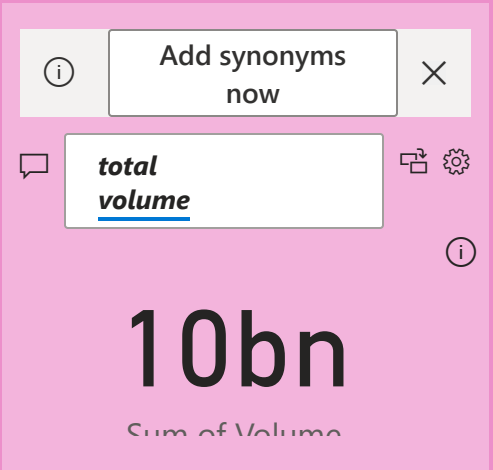 Add synonyms
now
total
volume
10bn
Sum of Volume